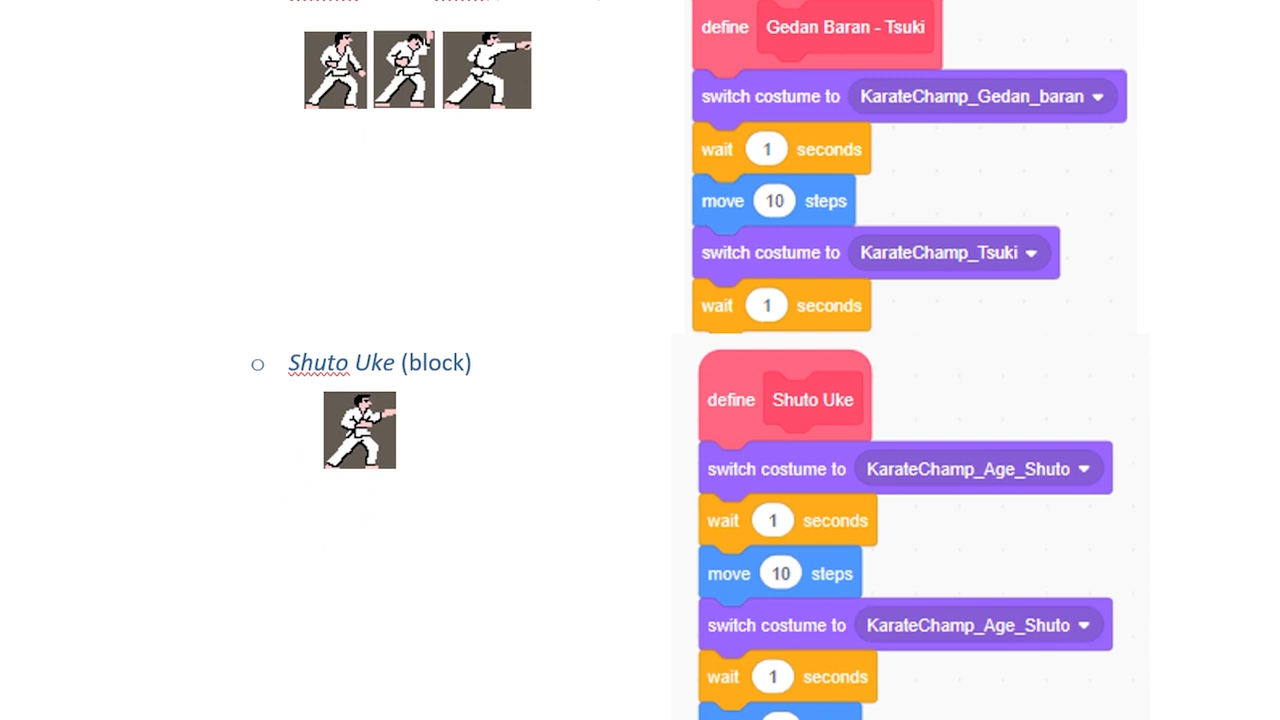 define Gedan Baran - Tsuki
switch costume to KarateChamp_Gedan_baran
wait 1 seconds
move 10 steps
switch costume to KarateChamp_Tsuki
wait 1 seconds
o Shuto Uke (block)
define Shuto Uke
switch costume to KarateChamp_Age_Shuto
wait 1 seconds
move 10 steps
switch costume to KarateChamp_Age_Shuto
wait 1 seconds